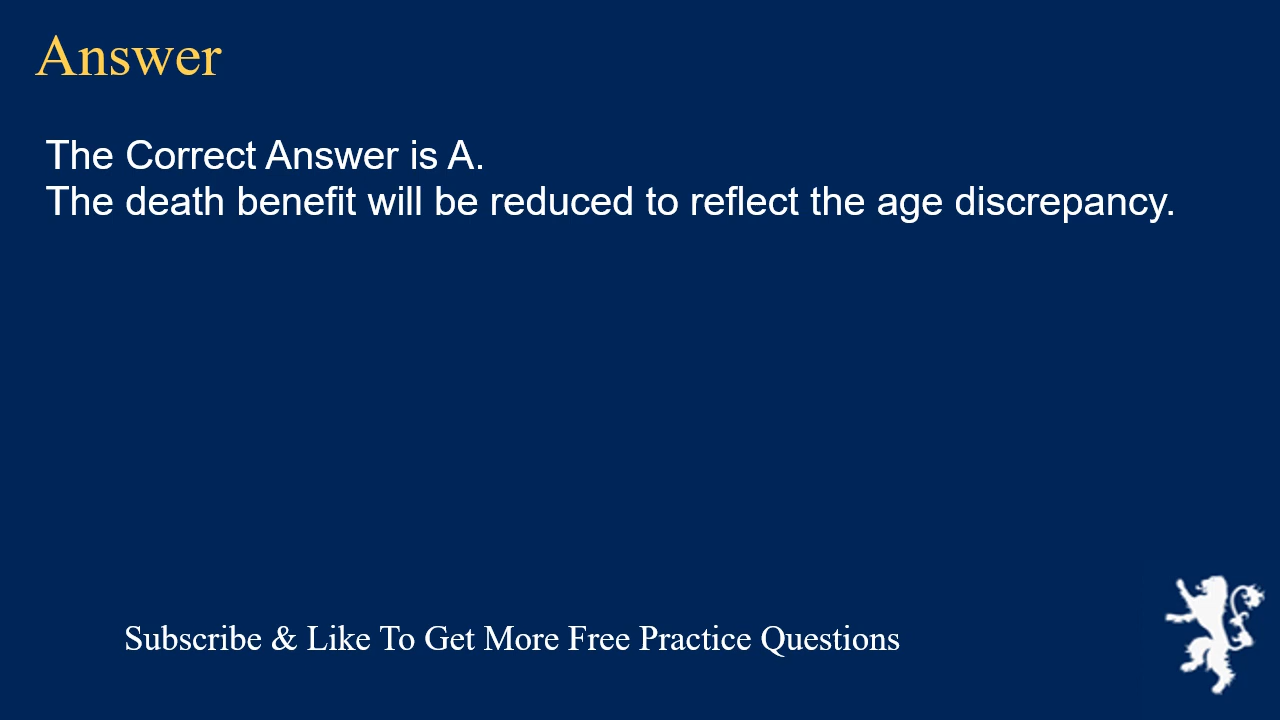 Answer
The Correct Answer is A.
The death benefit will be reduced to reflect the age discrepancy.
Subscribe & Like To Get More Free Practice Questions